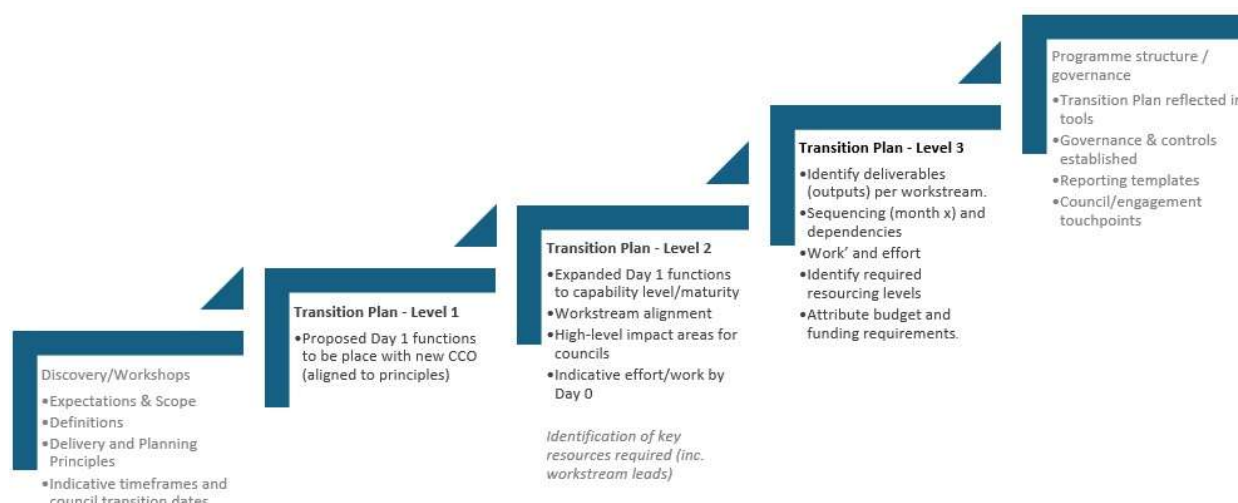 Discovery/Workshops
•Expectations & Scope
•Definitions
•Delivery and Planning
Principles
•Indicative timeframes and
council transition dates
Transition Plan - Level 1
•Proposed Day 1 functions
to be place with new CCO
(aligned to principles)
Transition Plan - Level 2
•Expanded Day 1 functions
to capability level/maturity
•Workstream alignment
•High-level impact areas for
councils
•Indicative effort/work by
Day 0
Identification of key
resources required (inc.
workstream leads)
Transition Plan - Level 3
•Identify deliverables
(outputs) per workstream.
•Sequencing (month x) and
dependencies
•Work' and effort
•Identify required
resourcing levels
•Attribute budget and
funding requirements.
Programme structure /
governance
•Transition Plan reflected in
tools
•Governance & controls
established
•Reporting templates
•Council/engagement
touchpoints